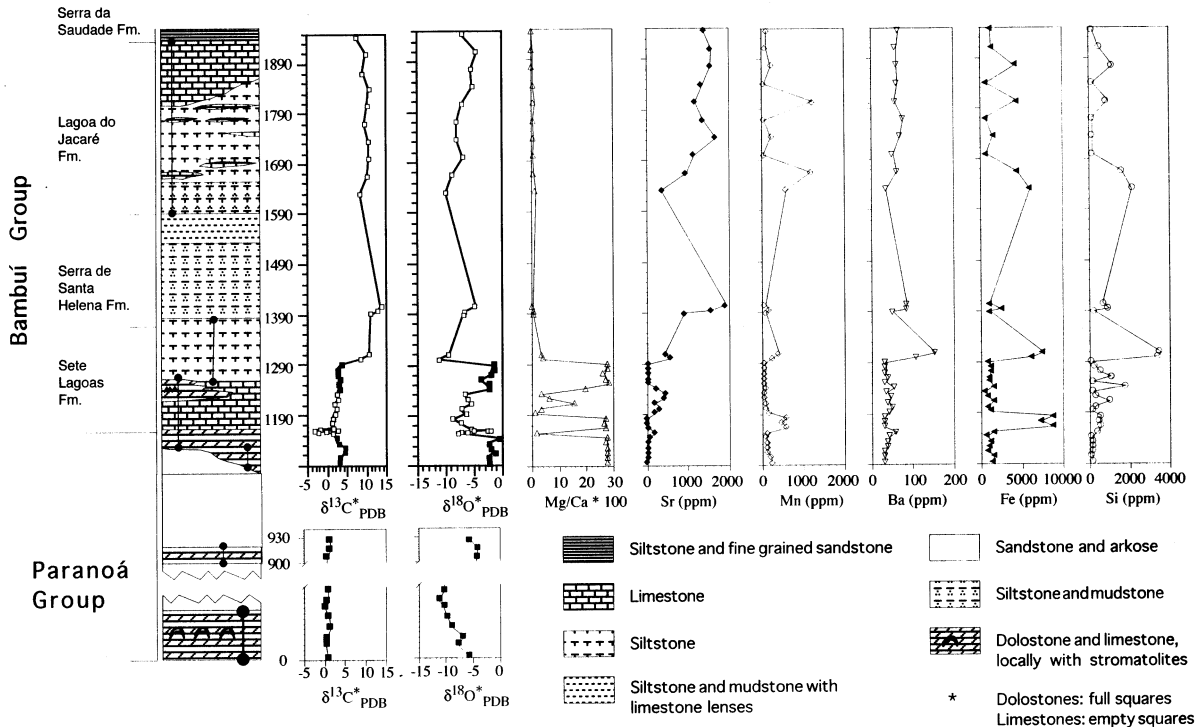 Serra da
Saudade Fm.
Lagoa do
Jacaré
Fm.
Serra de
Santa
Helena Fm.
Sete
Lagoas
Fm.
Bambuí Group
Paranoá
Group
1890
1790
1690
1590
1490
1390
1290
1190
930
900
0
-5 0 5 10 15
δ¹³C*PDB
-15 -10 -5 0
δ¹⁸O*PDB
0 10 20 30
Mg/Ca * 100
0 1000 2000
Sr (ppm)
0 1000 2000
Mn (ppm)
0 100 200
Ba (ppm)
0 5000 10000
Fe (ppm)
0 2000 4000
Si (ppm)
-5 0 5 10 15
δ¹³C*PDB
-15 -10 -5 0
δ¹⁸O*PDB
Siltstone and fine grained sandstone
Limestone
Siltstone
Siltstone and mudstone with
limestone lenses
Sandstone and arkose
Siltstone and mudstone
Dolostone and limestone,
locally with stromatolites
* Dolostones: full squares
Limestones: empty squares